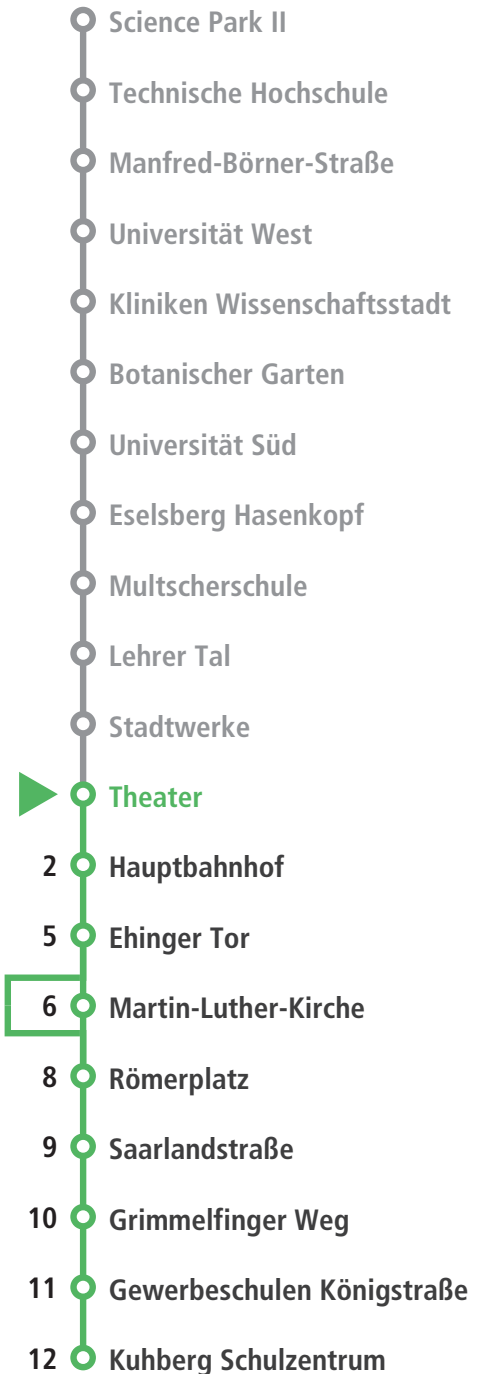 Science Park II
Technische Hochschule
Manfred-Börner-Straße
Universität West
Kliniken Wissenschaftsstadt
Botanischer Garten
Universität Süd
Eselsberg Hasenkopf
Multscherschule
Lehrer Tal
Stadtwerke
Theater
2 Hauptbahnhof
5 Ehinger Tor
6 Martin-Luther-Kirche
8 Römerplatz
9 Saarlandstraße
10 Grimmelfinger Weg
11 Gewerbeschulen Königstraße
12 Kuhberg Schulzentrum